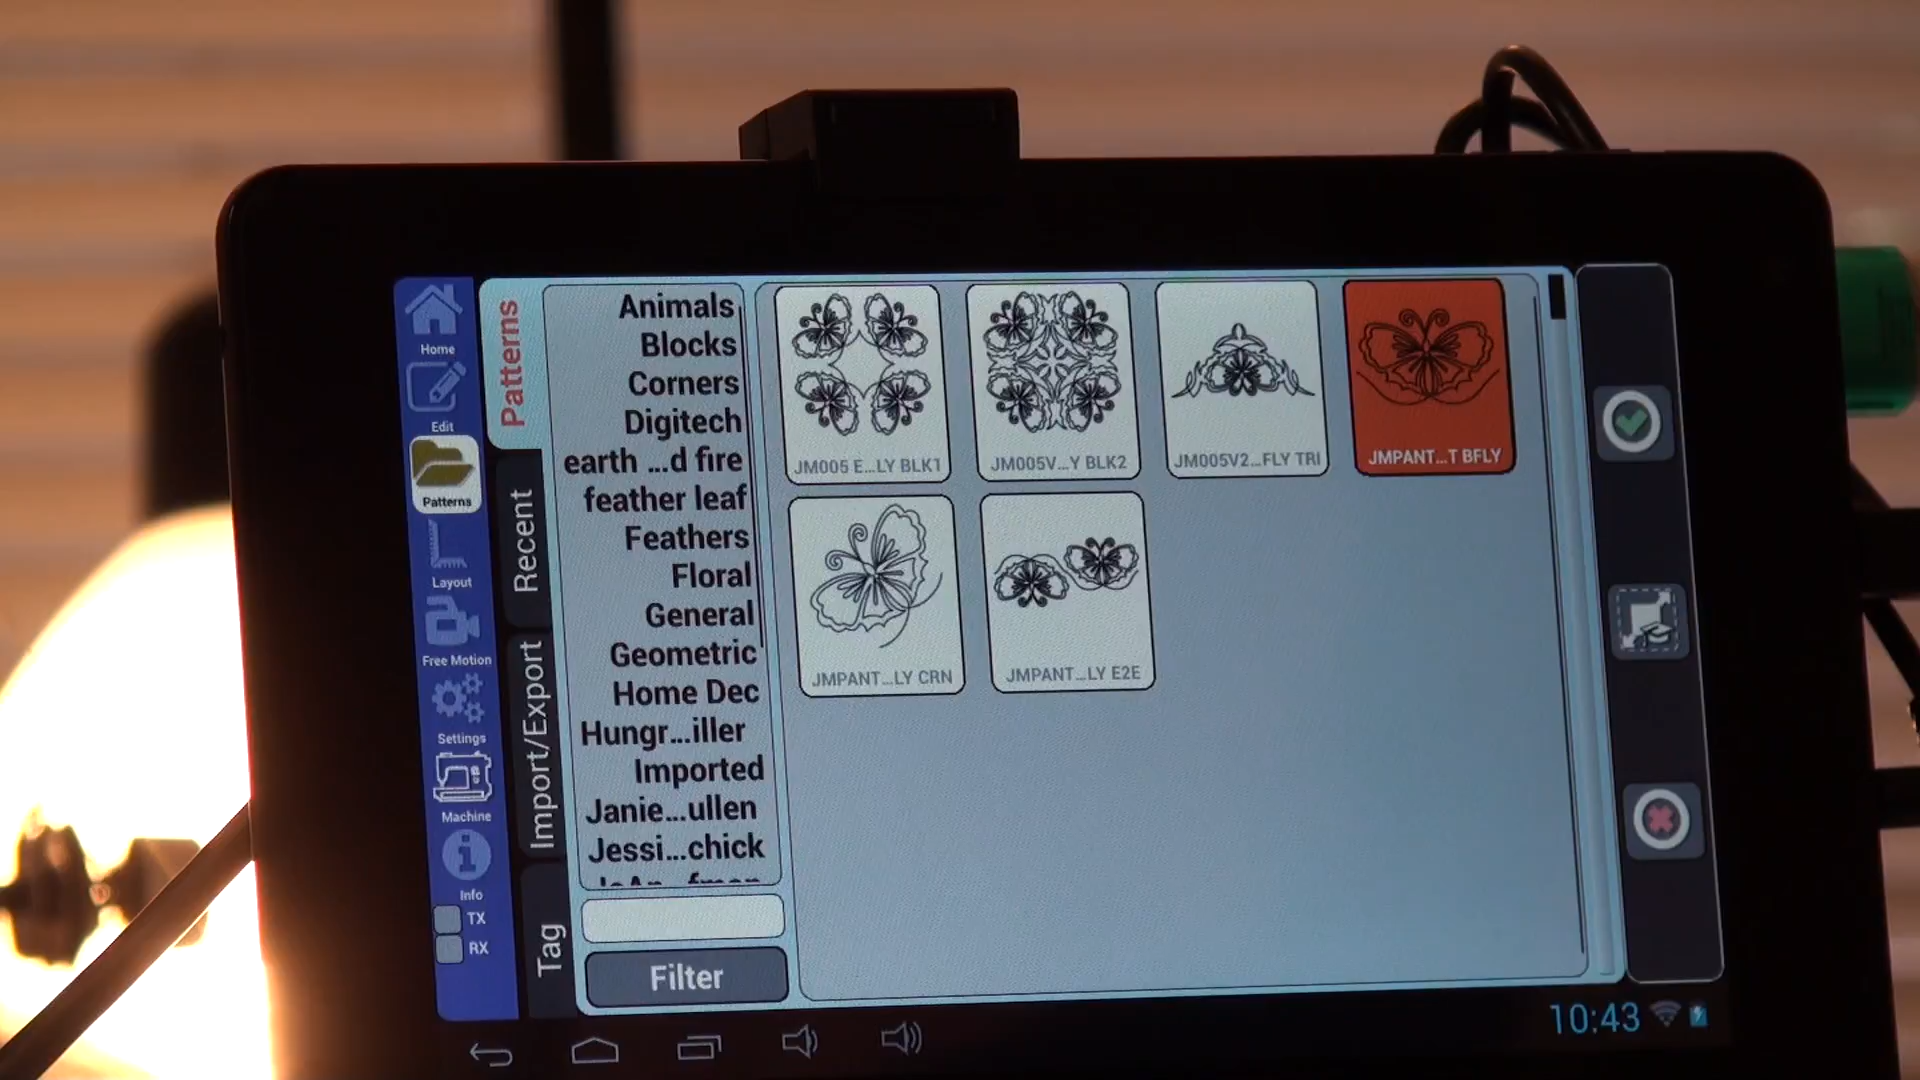 Home
Edit
Patterns
Layout
Free Motion
Settings
Machine
Info
TX
RX
Patterns
Recent
Import/Export
Tag
Animals
Blocks
Corners
Digitech
earth ...d fire
feather leaf
Feathers
Floral
General
Geometric
Home Dec
Hungr...iller
Imported
Janie...ullen
Jessi...chick
Filter
JM005 E...LY BLK1
JM005V...Y BLK2
JM005V2...FLY TRI
JMPANT...T BFLY
JMPANT...LY CRN
JMPANT...LY E2E
10:43